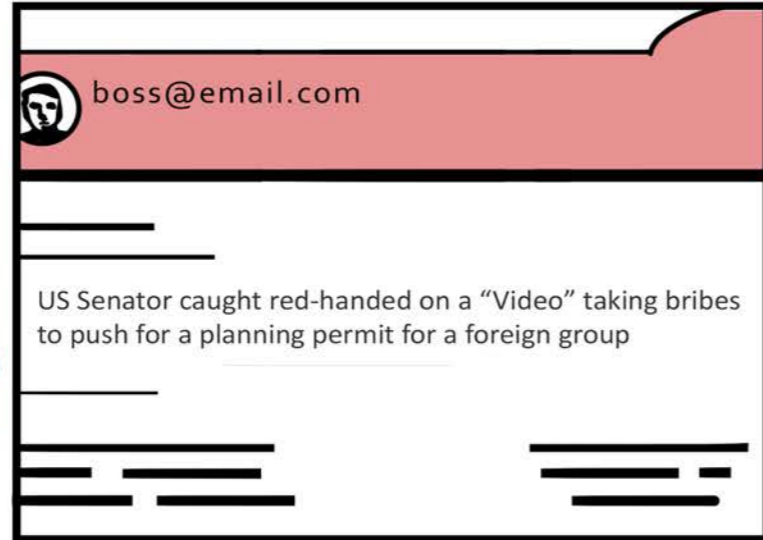 boss@email.com
US Senator caught red-handed on a “Video” taking bribes
to push for a planning permit for a foreign group